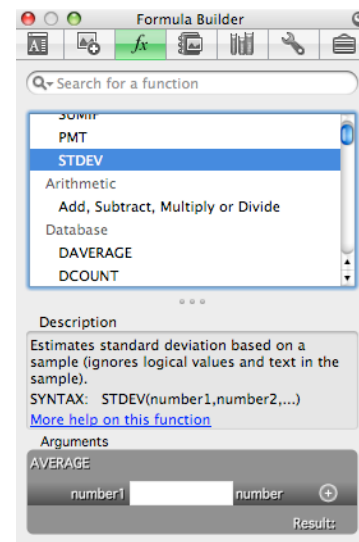 Formula Builder
A
fx
Search for a function
SUMIF
PMT
STDEV
Arithmetic
Add, Subtract, Multiply or Divide
Database
DAVERAGE
DCOUNT
Description
Estimates standard deviation based on a
sample (ignores logical values and text in the
sample).
SYNTAX: STDEV(number1,number2,...)
More help on this function
Arguments
AVERAGE
number1 number
Result: